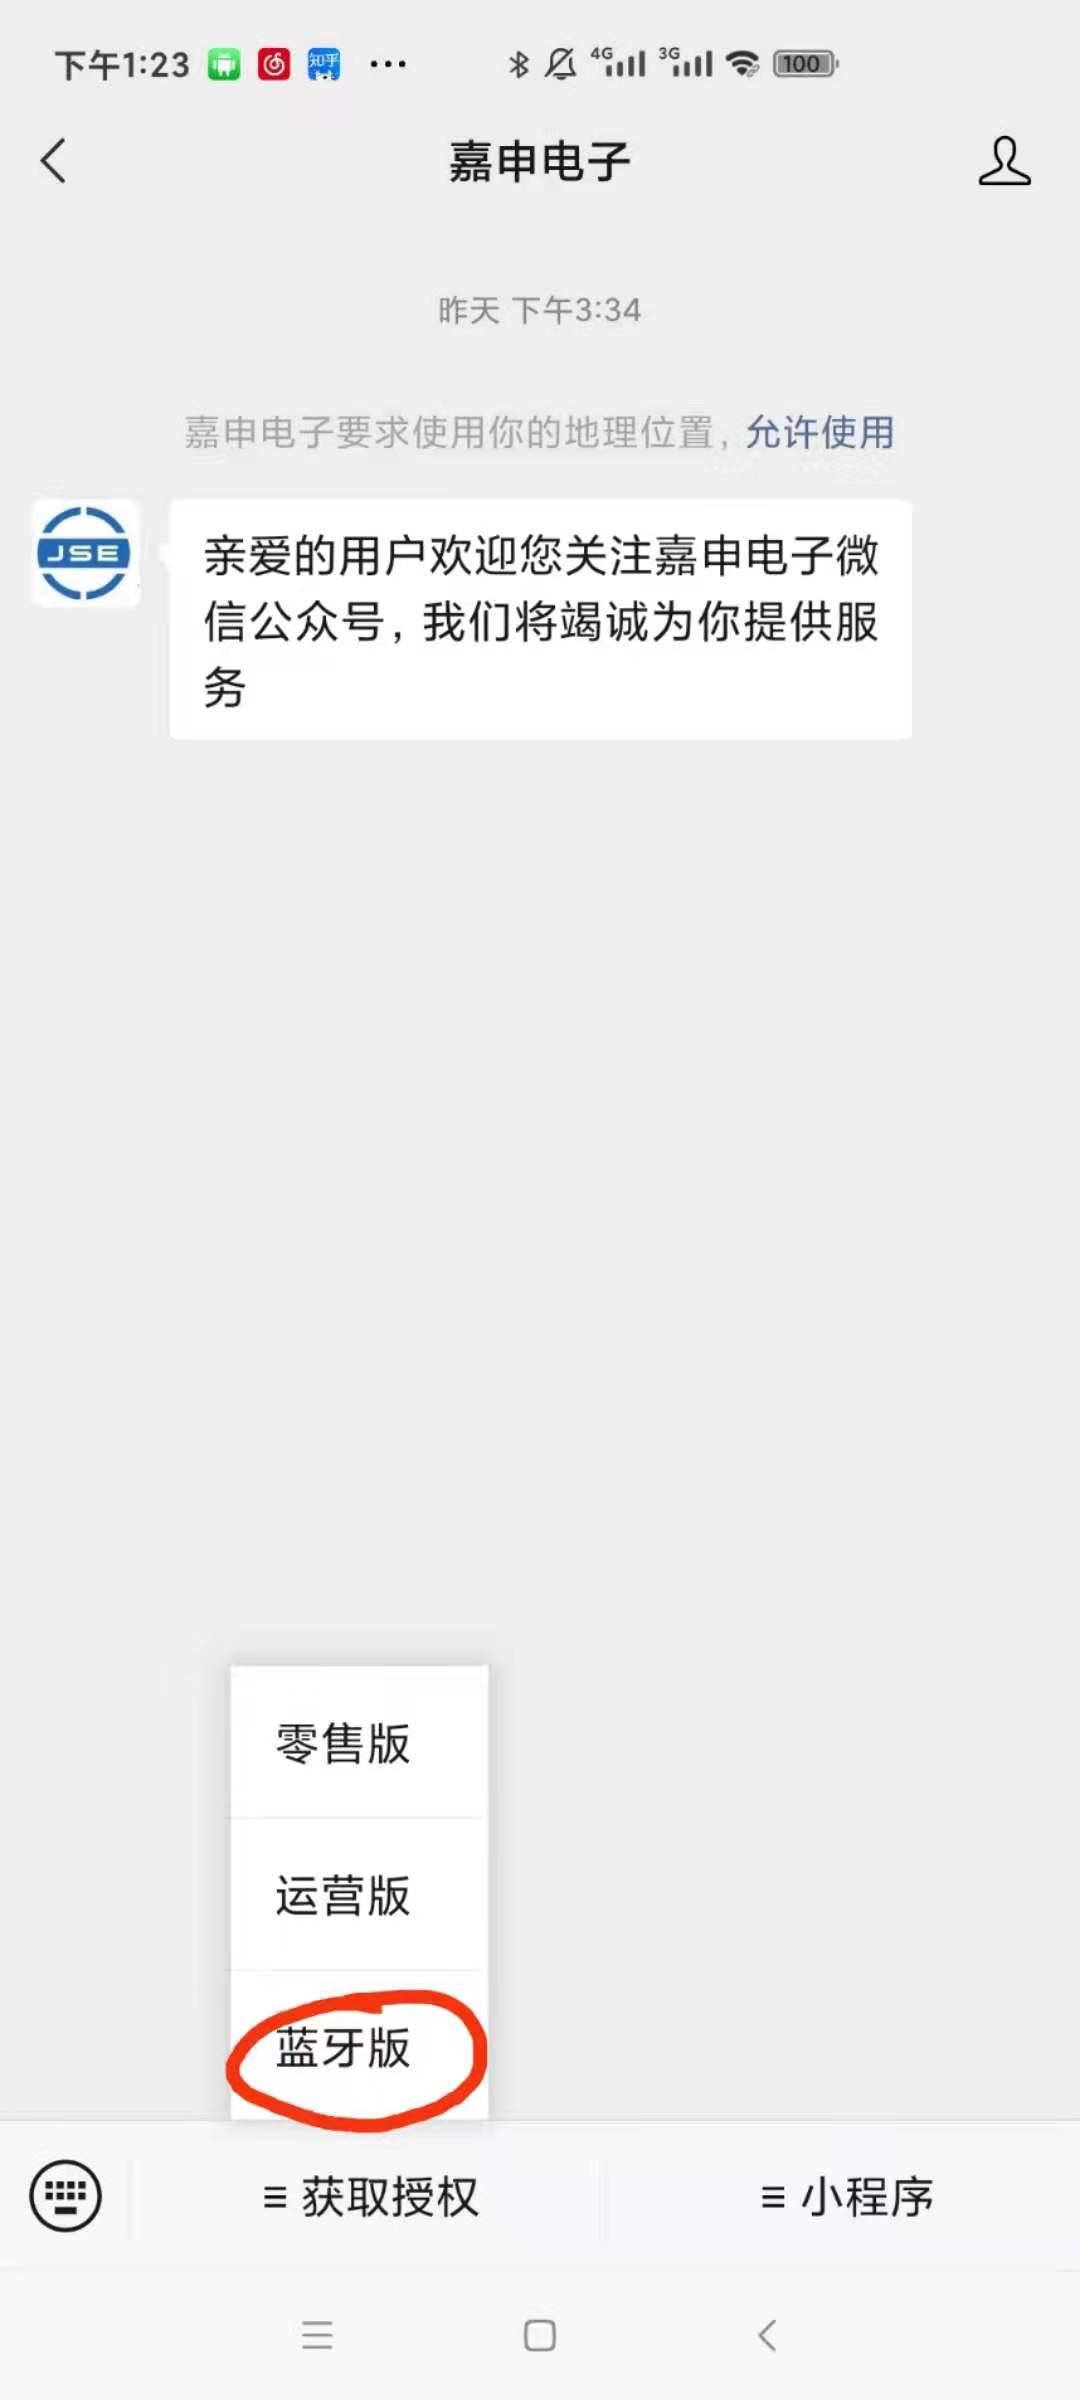 下午1:23 知乎 ... 4G 3G 100
嘉申电子
昨天 下午3:34
嘉申电子要求使用你的地理位置，允许使用
JSE
亲爱的用户欢迎您关注嘉申电子微
信公众号，我们将竭诚为你提供服
务
零售版
运营版
蓝牙版
获取授权
小程序